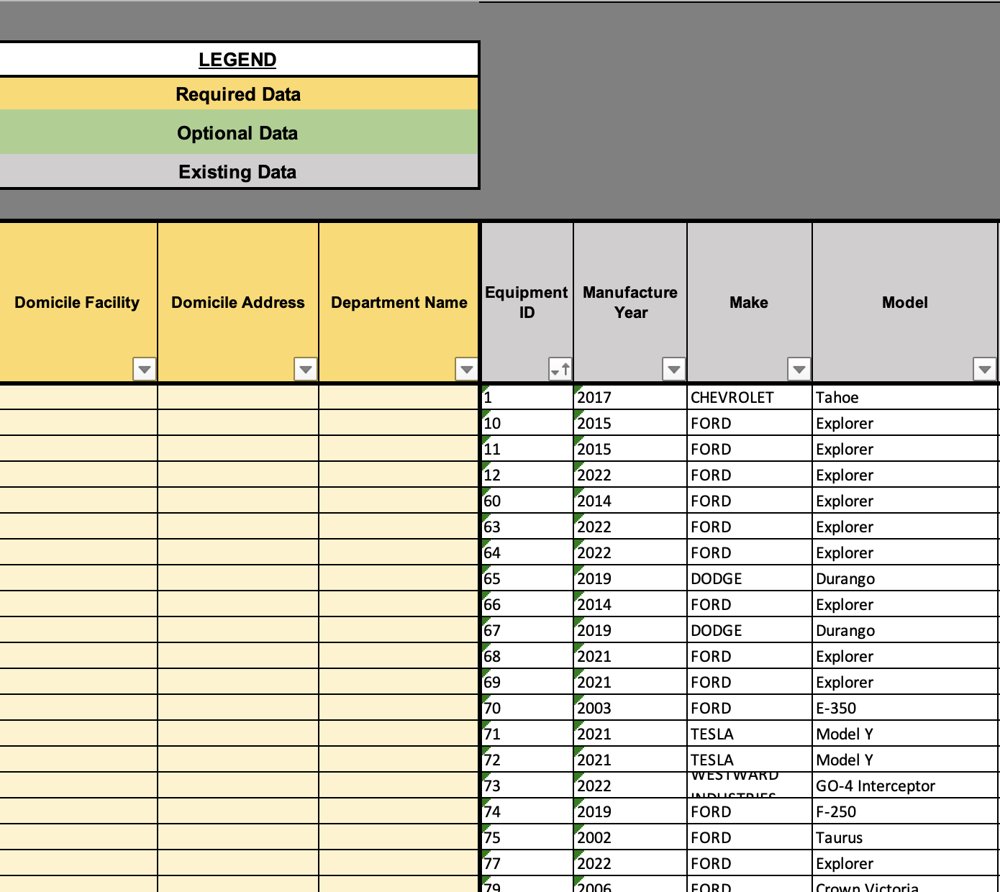 LEGEND
Required Data
Optional Data
Existing Data
Domicile Facility Domicile Address Department Name Equipment ID Manufacture Year Make Model
1 2017 CHEVROLET Tahoe
10 2015 FORD Explorer
11 2015 FORD Explorer
12 2022 FORD Explorer
60 2014 FORD Explorer
63 2022 FORD Explorer
64 2022 FORD Explorer
65 2019 DODGE Durango
66 2014 FORD Explorer
67 2019 DODGE Durango
68 2021 FORD Explorer
69 2021 FORD Explorer
70 2003 FORD E-350
71 2021 TESLA Model Y
72 2021 TESLA Model Y
73 2022 WESTWARD INDUSTRIES GO-4 Interceptor
74 2019 FORD F-250
75 2002 FORD Taurus
77 2022 FORD Explorer
79 2006 FORD Crown Victoria